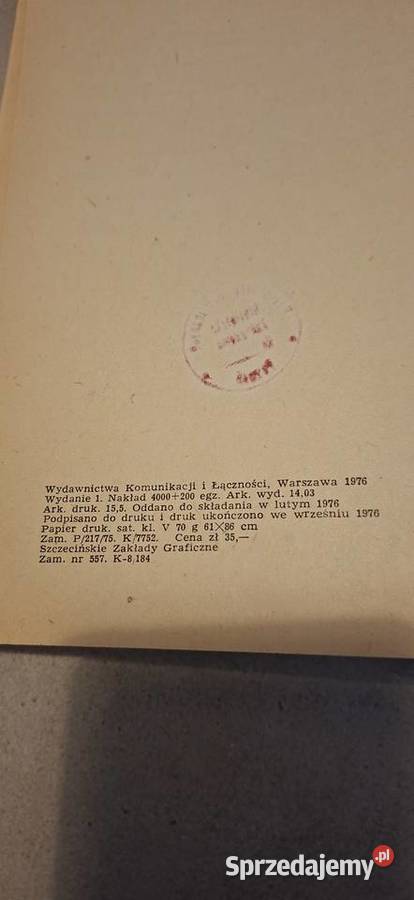 Wydawnictwa Komunikacji i Łączności, Warszawa 1976
Wydanie 1. Nakład 4000+200 egz. Ark. wyd. 14,03
Ark. druk. 15,5. Oddano do składania w lutym 1976
Podpisano do druku i druk ukończono we wrześniu 1976
Papier druk. sat. kl. V 70 g 61×86 cm
Zam. P/217/75. K/7752. Cena zł 35,—
Szczecińskie Zakłady Graficzne
Zam. nr 557. K-8/184
Sprzedajemy.pl